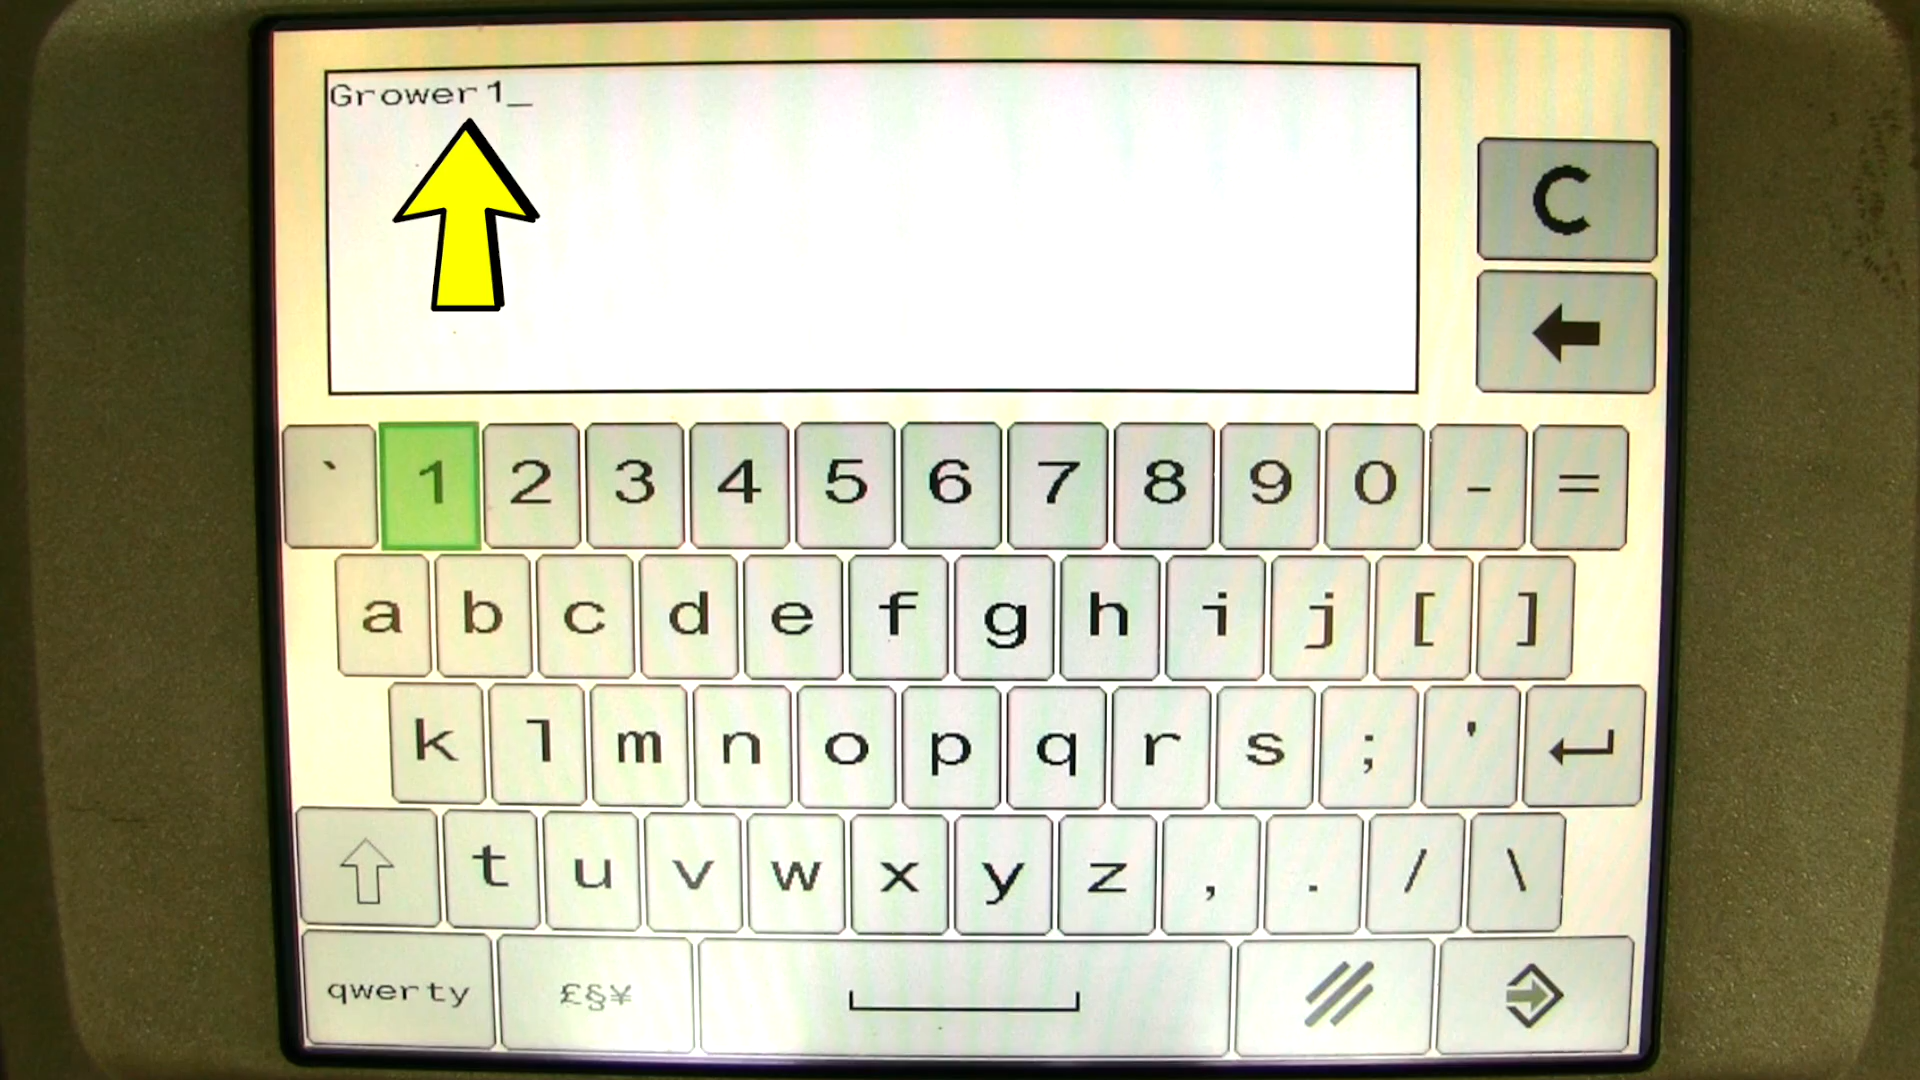 Grower1_
C
` 1 2 3 4 5 6 7 8 9 0 - =
a b c d e f g h i j [ ]
k l m n o p q r s ; '
t u v w x y z , . / \
qwerty £§¥